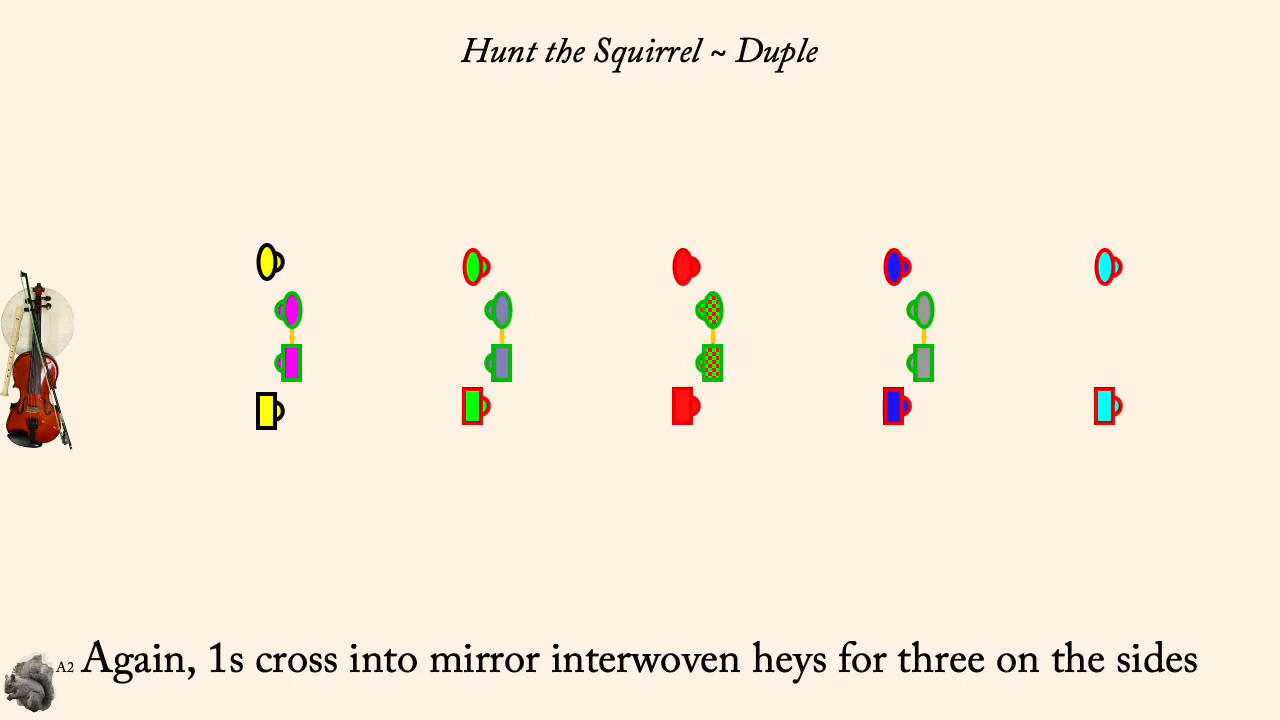 Hunt the Squirrel ~ Duple
A2 Again, 1s cross into mirror interwoven heys for three on the sides